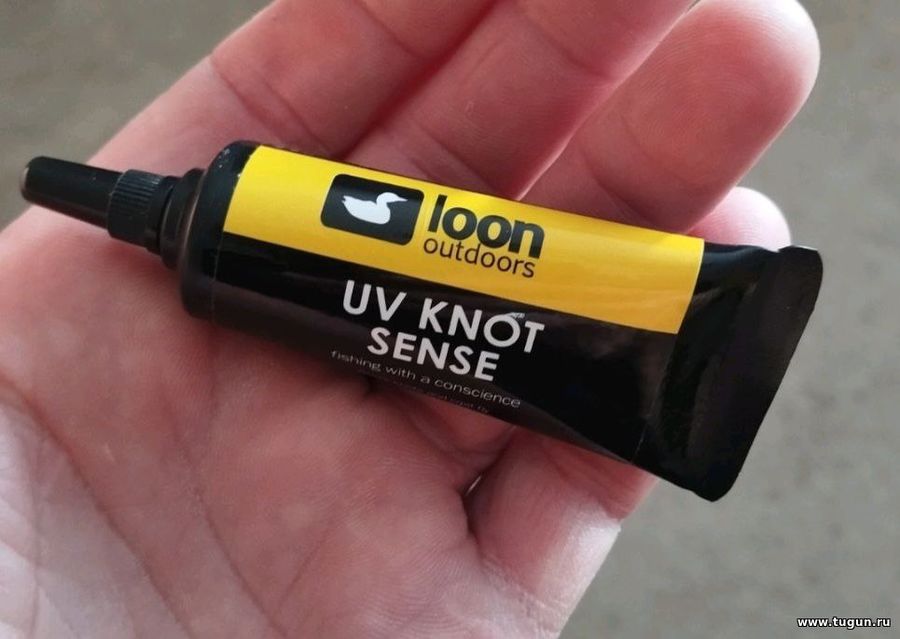 loon
outdoors
UV KNOT
SENSE
fishing with a conscience
www.tugun.ru